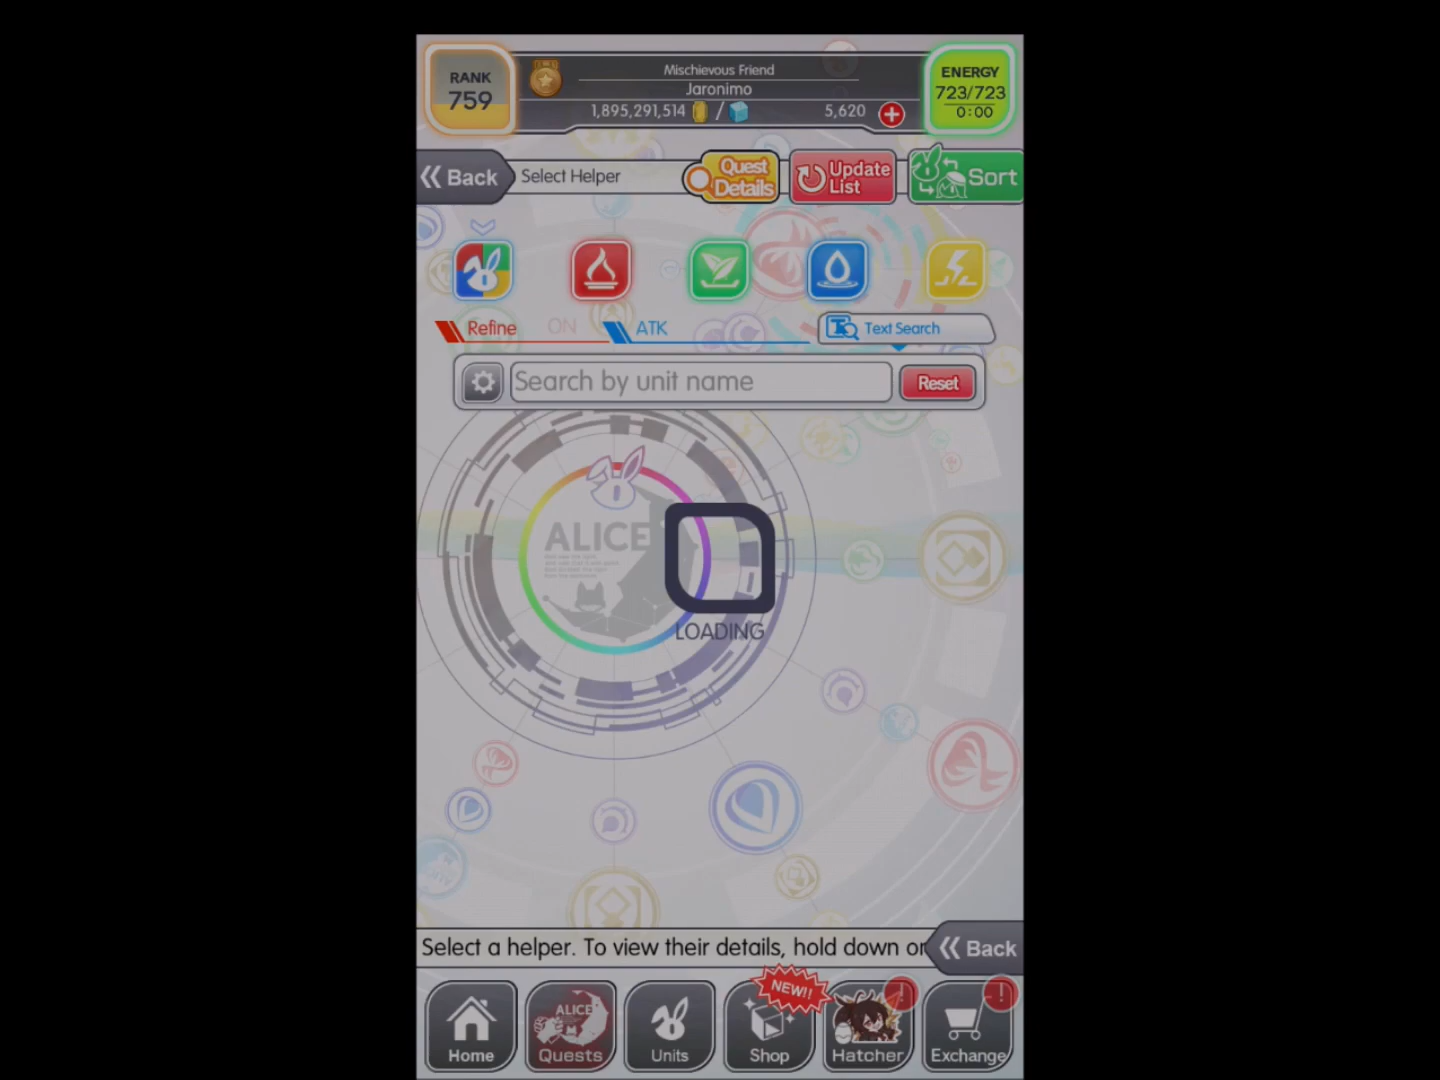 RANK
759
Mischievous Friend
Jaronimo
1,895,291,514 / 5,620
ENERGY
723/723
0:00
Back
Select Helper
Quest
Details
Update
List
Sort
Refine ON
ATK
Text Search
Search by unit name
Reset
ALICE
LOADING
Select a helper. To view their details, hold down or
Back
NEW!!
Home
ALICE
Quests
Units
Shop
Hatcher
Exchange